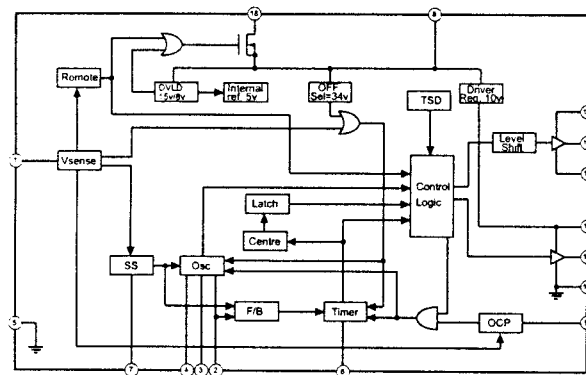 18
8
Romote
OVLD
15v/8v
Internal
ref. 5v
OFF
Sel=34v
Driver
Reg. 10v
TSD
Level
Shift
Vsense
Control
Logic
Latch
Centre
SS
Osc
F/B
Timer
OCP
5
7
4
3
2
6